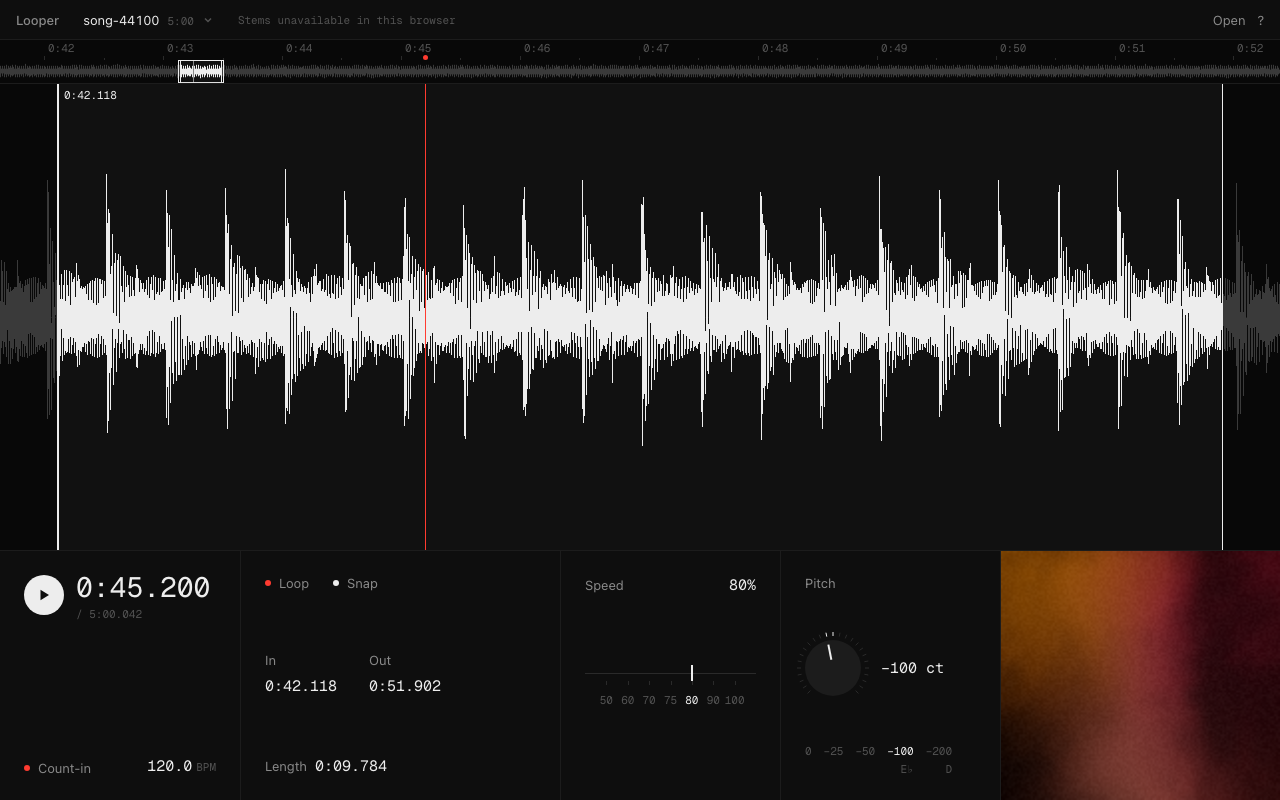 Looper song-44100 5:00 Stems unavailable in this browser Open ?
0:42 0:43 0:44 0:45 0:46 0:47 0:48 0:49 0:50 0:51 0:52
0:42.118
0:45.200
/ 5:00.042
Count-in 120.0 BPM
Loop Snap
In Out
0:42.118 0:51.902
Length 0:09.784
Speed 80%
50 60 70 75 80 90 100
Pitch
−100 ct
0 −25 −50 −100 −200
E♭ D